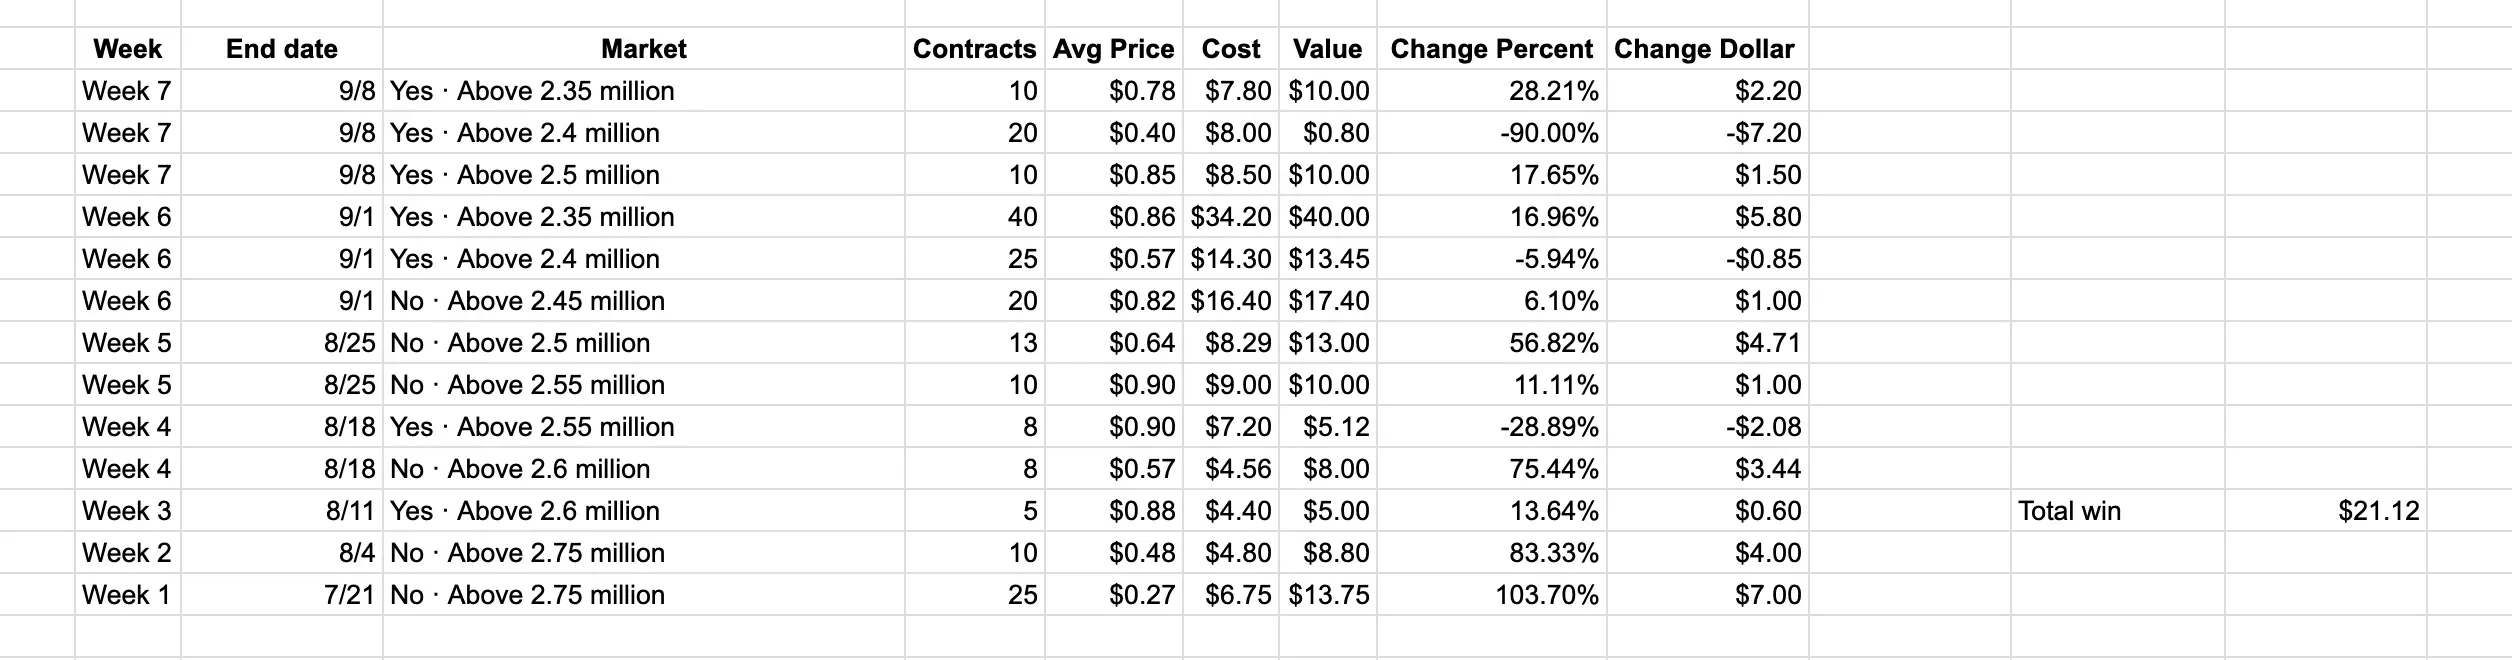 Week End date Market Contracts Avg Price Cost Value Change Percent Change Dollar
Week 7 9/8 Yes · Above 2.35 million 10 $0.78 $7.80 $10.00 28.21% $2.20
Week 7 9/8 Yes · Above 2.4 million 20 $0.40 $8.00 $0.80 -90.00% -$7.20
Week 7 9/8 Yes · Above 2.5 million 10 $0.85 $8.50 $10.00 17.65% $1.50
Week 6 9/1 Yes · Above 2.35 million 40 $0.86 $34.20 $40.00 16.96% $5.80
Week 6 9/1 Yes · Above 2.4 million 25 $0.57 $14.30 $13.45 -5.94% -$0.85
Week 6 9/1 No · Above 2.45 million 20 $0.82 $16.40 $17.40 6.10% $1.00
Week 5 8/25 No · Above 2.5 million 13 $0.64 $8.29 $13.00 56.82% $4.71
Week 5 8/25 No · Above 2.55 million 10 $0.90 $9.00 $10.00 11.11% $1.00
Week 4 8/18 Yes · Above 2.55 million 8 $0.90 $7.20 $5.12 -28.89% -$2.08
Week 4 8/18 No · Above 2.6 million 8 $0.57 $4.56 $8.00 75.44% $3.44
Week 3 8/11 Yes · Above 2.6 million 5 $0.88 $4.40 $5.00 13.64% $0.60 Total win $21.12
Week 2 8/4 No · Above 2.75 million 10 $0.48 $4.80 $8.80 83.33% $4.00
Week 1 7/21 No · Above 2.75 million 25 $0.27 $6.75 $13.75 103.70% $7.00